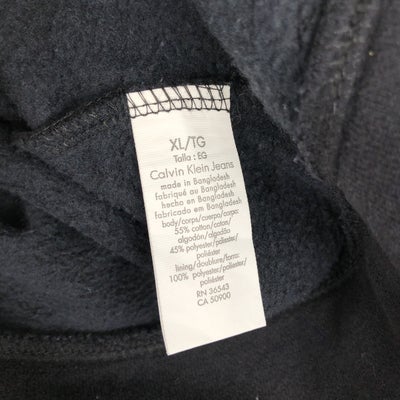 XL/TG
Talla : EG
Calvin Klein Jeans
made in Bangladesh
fabriqué au Bangladesh
hecho en Bangladesh
fabricado em Bangladesh
body/corps/cuerpo/corpo:
55% cotton/coton/
algodón/algodão
45% polyester/polyester/
poliéster
lining/doublure/forro:
100% polyester/polyester/
poliéster
RN 36543
CA 50900